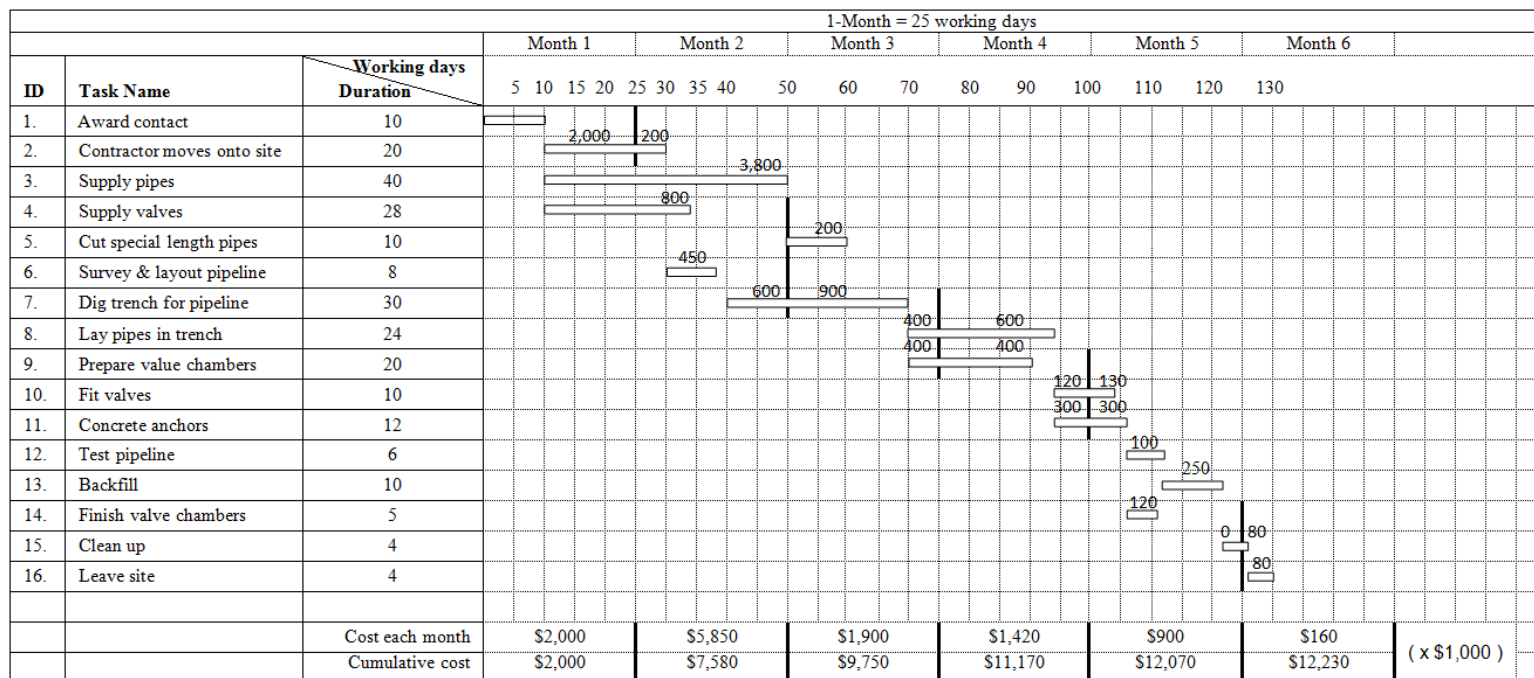 1-Month = 25 working days
Month 1 Month 2 Month 3 Month 4 Month 5 Month 6
ID Task Name Working days Duration 5 10 15 20 25 30 35 40 50 60 70 80 90 100 110 120 130
1. Award contact 10
2,000 200
2. Contractor moves onto site 20
3,800
3. Supply pipes 40
800
4. Supply valves 28
200
5. Cut special length pipes 10
450
6. Survey & layout pipeline 8
600 900
7. Dig trench for pipeline 30
400 600
8. Lay pipes in trench 24
400 400
9. Prepare value chambers 20
120 130
10. Fit valves 10
300 300
11. Concrete anchors 12
100
12. Test pipeline 6
250
13. Backfill 10
120
14. Finish valve chambers 5
0 80
15. Clean up 4
80
16. Leave site 4
Cost each month $2,000 $5,850 $1,900 $1,420 $900 $160
Cumulative cost $2,000 $7,580 $9,750 $11,170 $12,070 $12,230
( x $1,000 )